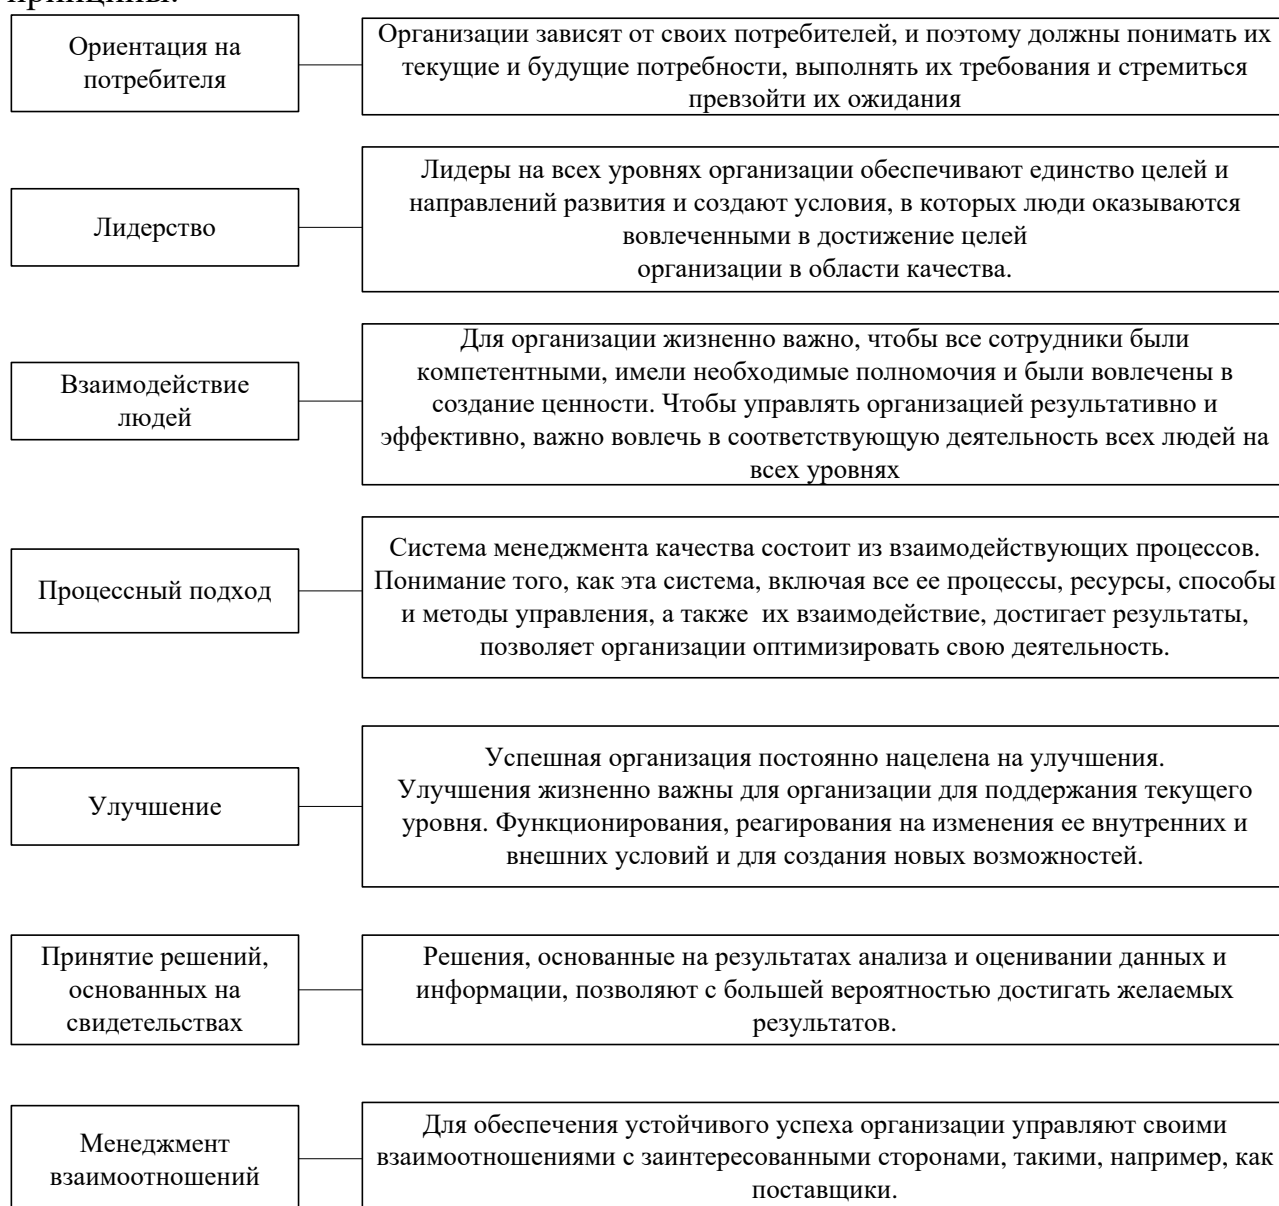 принципы:
Ориентация на
потребителя
Организации зависят от своих потребителей, и поэтому должны понимать их
текущие и будущие потребности, выполнять их требования и стремиться
превзойти их ожидания
Лидерство
Лидеры на всех уровнях организации обеспечивают единство целей и
направлений развития и создают условия, в которых люди оказываются
вовлеченными в достижение целей
организации в области качества.
Взаимодействие
людей
Для организации жизненно важно, чтобы все сотрудники были
компетентными, имели необходимые полномочия и были вовлечены в
создание ценности. Чтобы управлять организацией результативно и
эффективно, важно вовлечь в соответствующую деятельность всех людей на
всех уровнях
Процессный подход
Система менеджмента качества состоит из взаимодействующих процессов.
Понимание того, как эта система, включая все ее процессы, ресурсы, способы
и методы управления, а также  их взаимодействие, достигает результаты,
позволяет организации оптимизировать свою деятельность.
Улучшение
Успешная организация постоянно нацелена на улучшения.
Улучшения жизненно важны для организации для поддержания текущего
уровня. Функционирования, реагирования на изменения ее внутренних и
внешних условий и для создания новых возможностей.
Принятие решений,
основанных на
свидетельствах
Решения, основанные на результатах анализа и оценивании данных и
информации, позволяют с большей вероятностью достигать желаемых
результатов.
Менеджмент
взаимоотношений
Для обеспечения устойчивого успеха организации управляют своими
взаимоотношениями с заинтересованными сторонами, такими, например, как
поставщики.